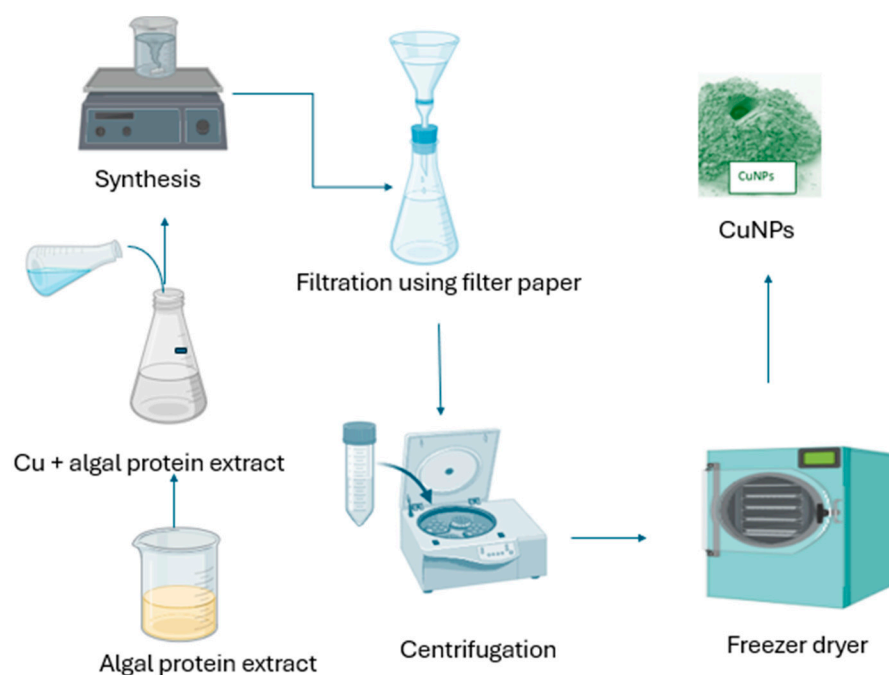 Algal protein extract
Cu + algal protein extract
Synthesis
Filtration using filter paper
Centrifugation
Freezer dryer
CuNPs
CuNPs